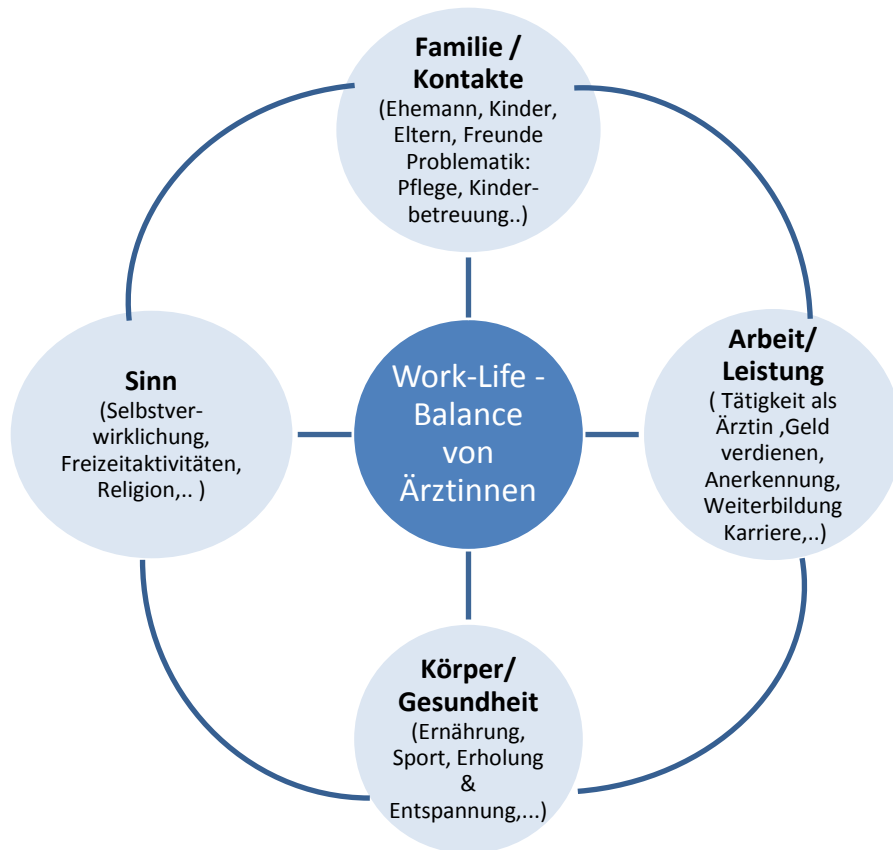 Familie /
Kontakte
(Ehemann, Kinder,
Eltern, Freunde
Problematik:
Pflege, Kinder-
betreuung..)
Sinn
(Selbstver-
wirklichung,
Freizeitaktivitäten,
Religion,.. )
Work-Life -
Balance
von
Ärztinnen
Arbeit/
Leistung
( Tätigkeit als
Ärztin ,Geld
verdienen,
Anerkennung,
Weiterbildung
Karriere,..)
Körper/
Gesundheit
(Ernährung,
Sport, Erholung
&
Entspannung,...)